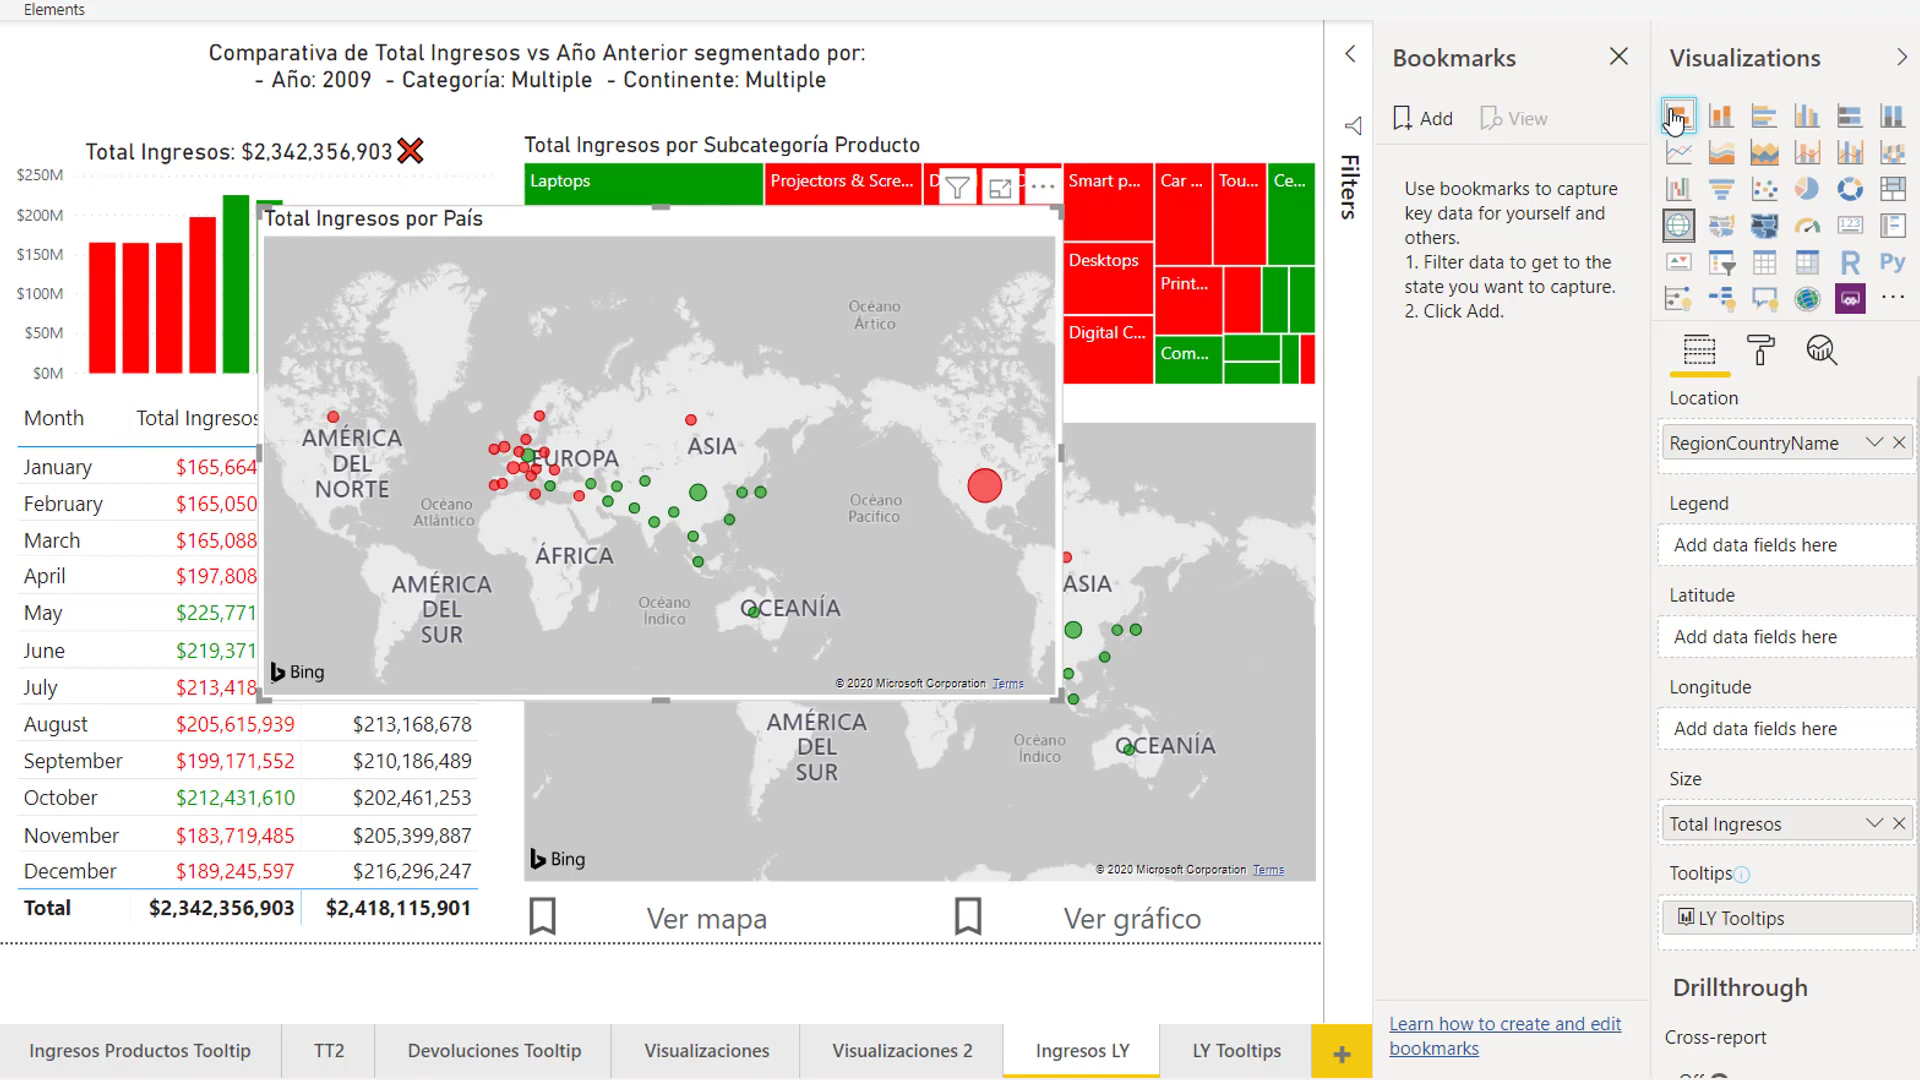 Elements
Comparativa de Total Ingresos vs Año Anterior segmentado por:
- Año: 2009 - Categoría: Multiple - Continente: Multiple
Total Ingresos: $2,342,356,903
$250M
$200M
$150M
$100M
$50M
$0M
Total Ingresos por Subcategoría Producto
Laptops
Projectors & Scre...
Smart p...
Car ...
Tou...
Ce...
Desktops
Print...
Digital C...
Com...
Total Ingresos por País
Océano
Ártico
AMÉRICA
DEL
NORTE
EUROPA
ASIA
Océano
Atlántico
Océano
Pacífico
ÁFRICA
AMÉRICA
DEL
SUR
Océano
Índico
OCEANÍA
Bing
© 2020 Microsoft Corporation Terms
ASIA
AMÉRICA
DEL
SUR
Océano
Índico
OCEANÍA
Bing
© 2020 Microsoft Corporation Terms
Month Total Ingresos
January $165,664
February $165,050
March $165,088
April $197,808
May $225,771
June $219,371
July $213,418
August $205,615,939 $213,168,678
September $199,171,552 $210,186,489
October $212,431,610 $202,461,253
November $183,719,485 $205,399,887
December $189,245,597 $216,296,247
Total $2,342,356,903 $2,418,115,901
Ver mapa
Ver gráfico
Filters
Bookmarks
Add View
Use bookmarks to capture
key data for yourself and
others.
1. Filter data to get to the
state you want to capture.
2. Click Add.
Learn how to create and edit
bookmarks
Visualizations
123
R
Py
Location
RegionCountryName
Legend
Add data fields here
Latitude
Add data fields here
Longitude
Add data fields here
Size
Total Ingresos
Tooltips
LY Tooltips
Drillthrough
Cross-report
Ingresos Productos Tooltip
TT2
Devoluciones Tooltip
Visualizaciones
Visualizaciones 2
Ingresos LY
LY Tooltips